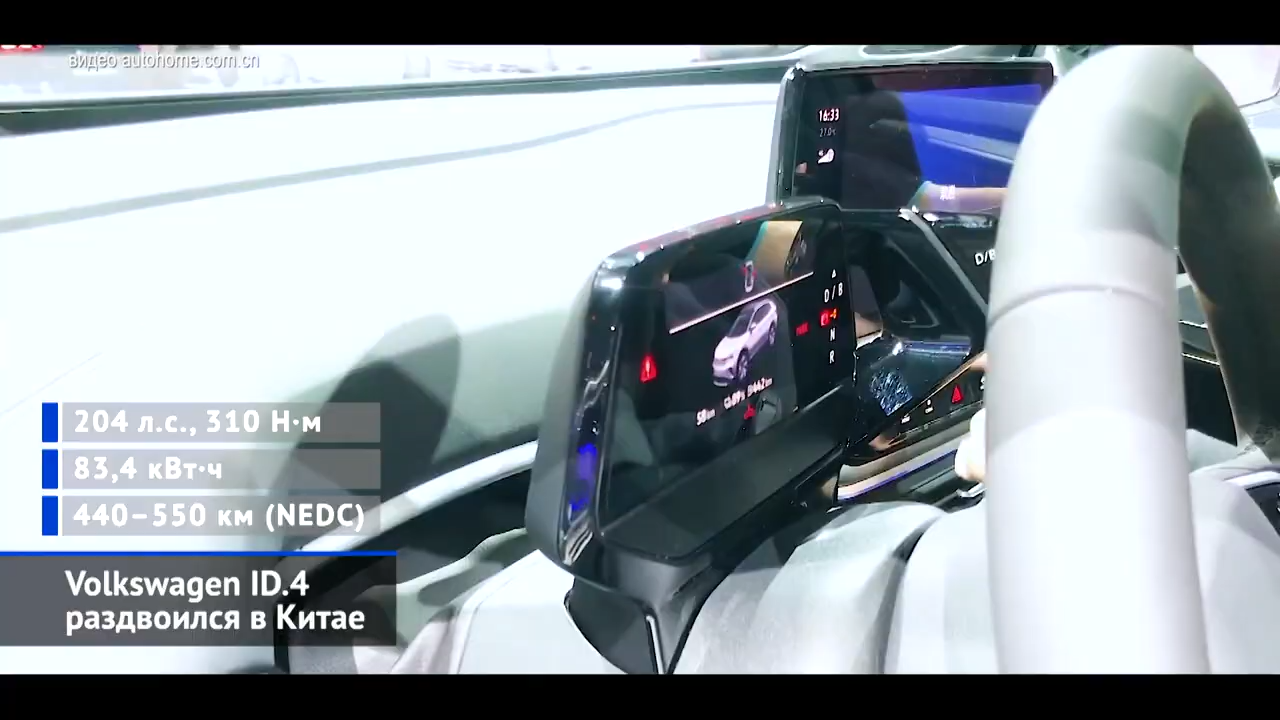 видео autohome.com.cn
16:33
D/B
N
R
204 л.с., 310 Н·м
83,4 кВт·ч
440–550 км (NEDC)
Volkswagen ID.4
раздвоился в Китае